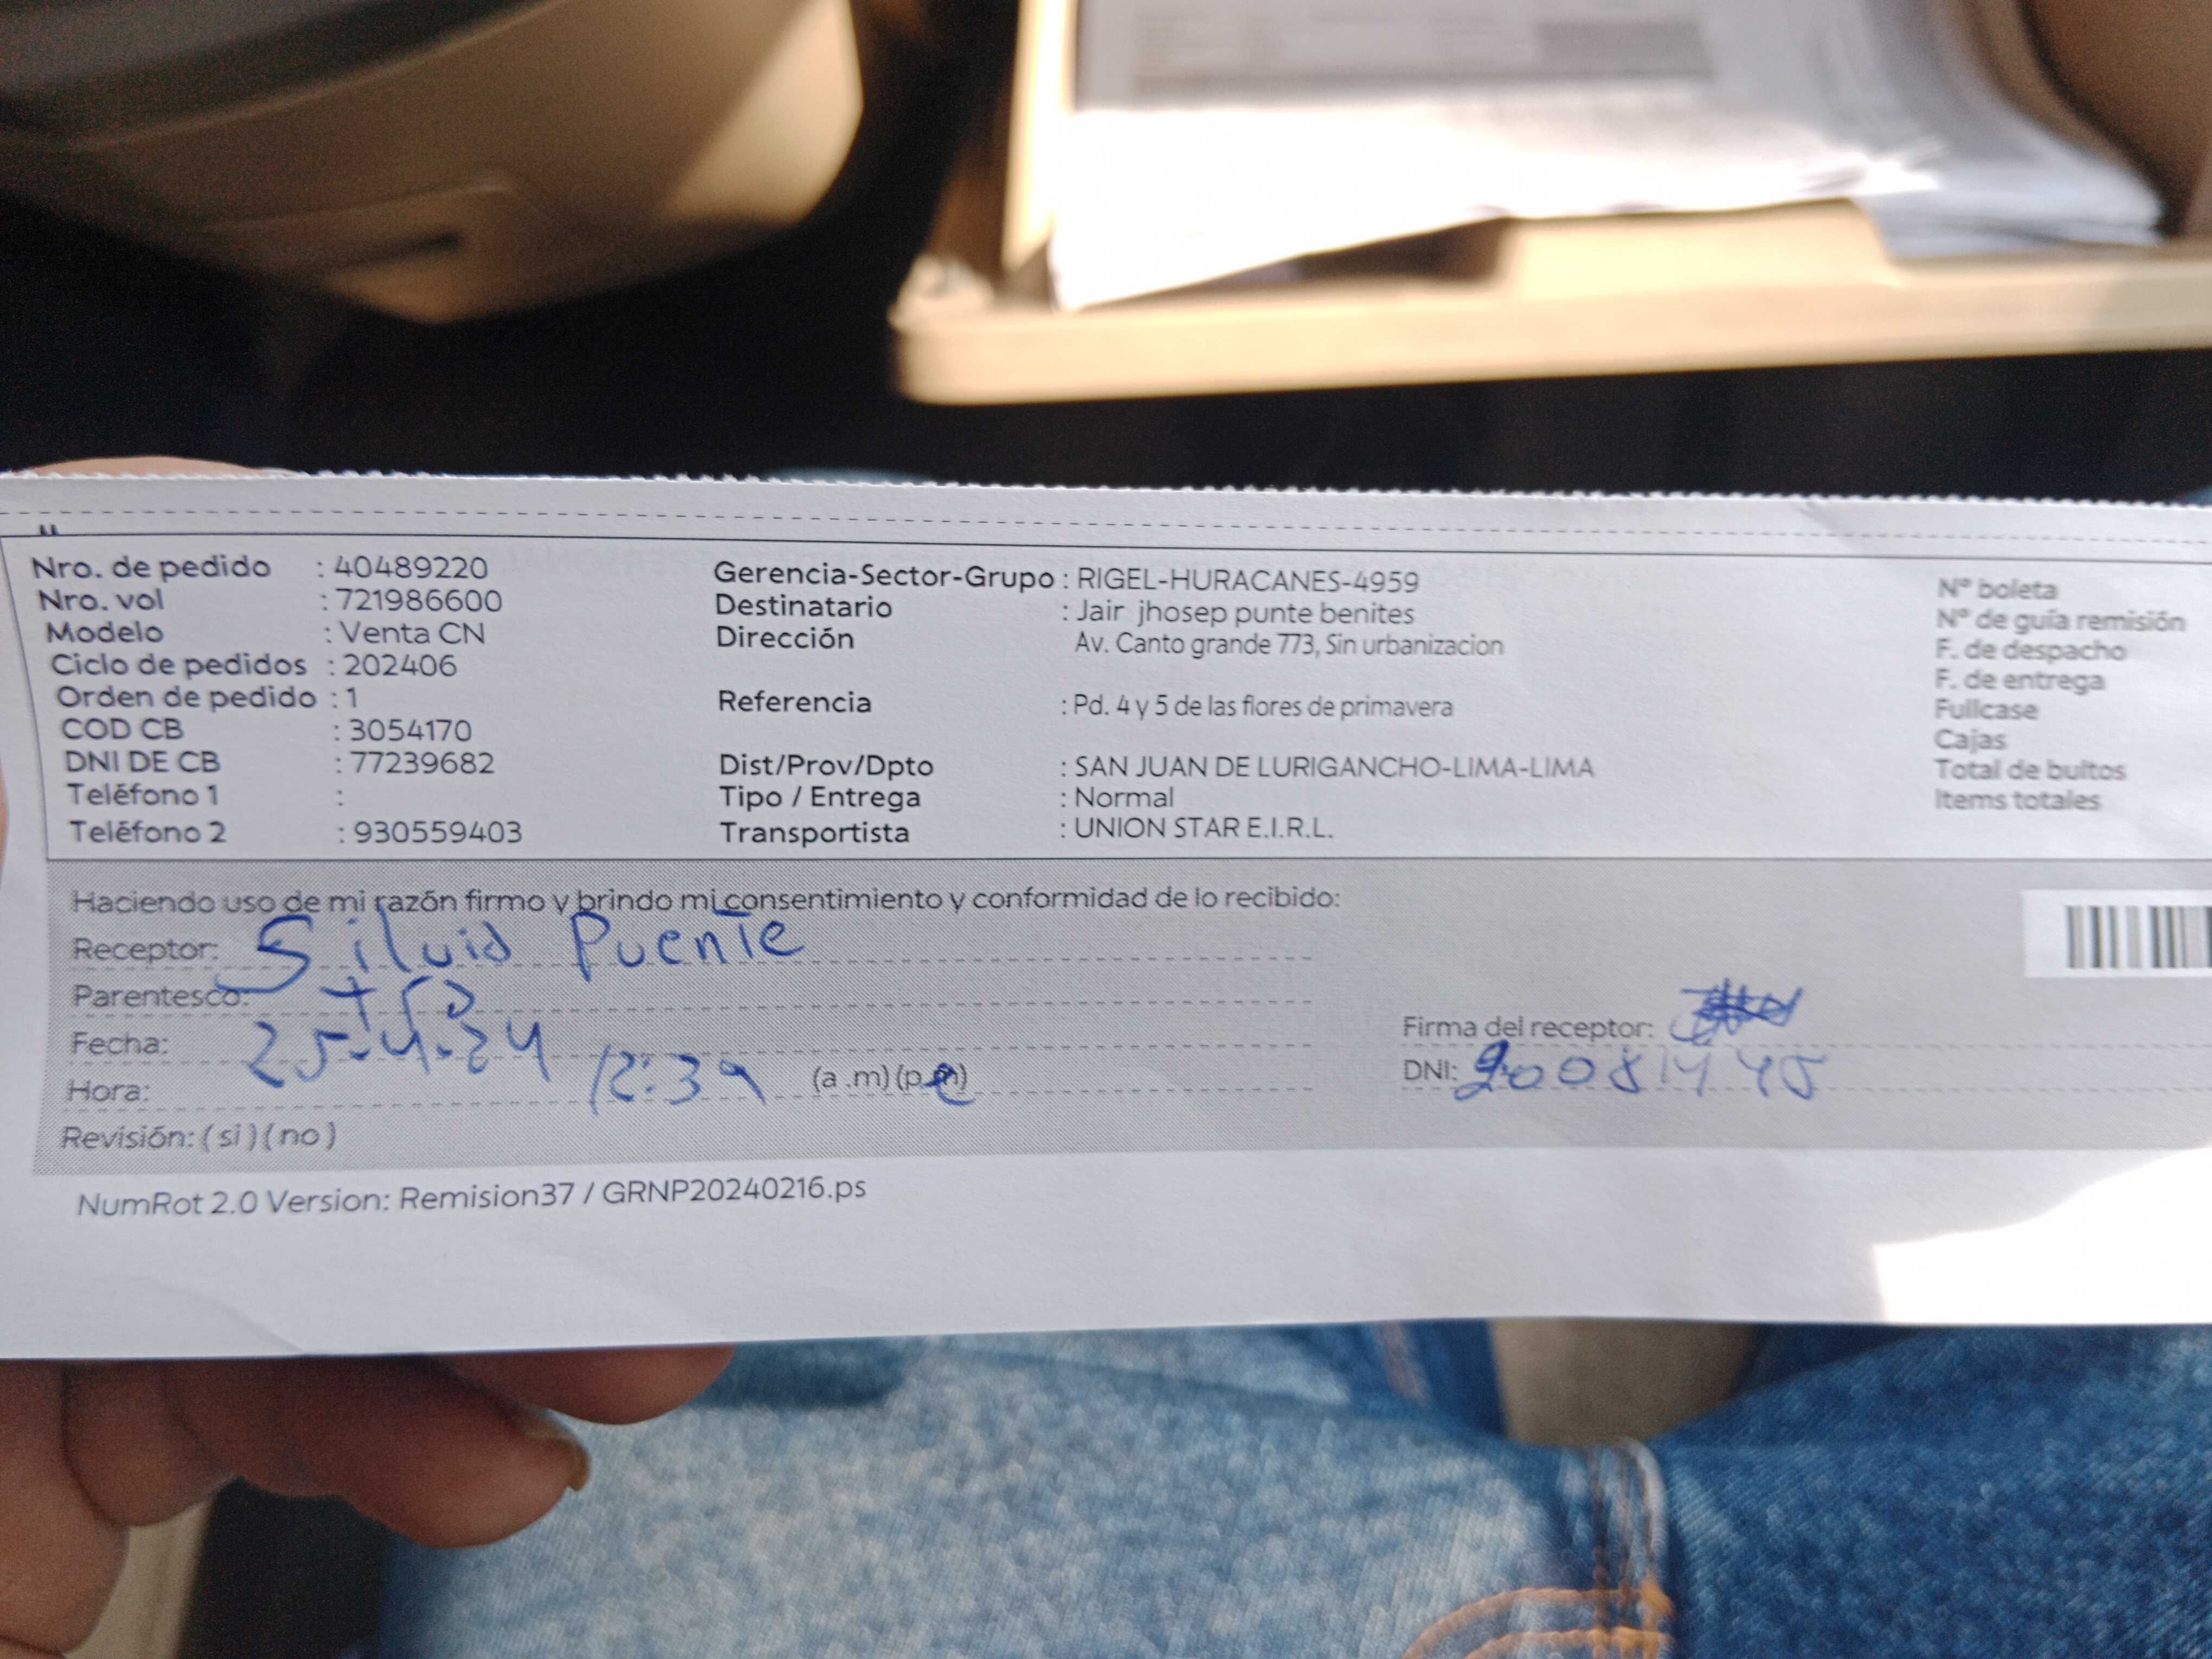 Nro. de pedido : 40489220
Nro. vol : 721986600
Modelo : Venta CN
Ciclo de pedidos : 202406
Orden de pedido : 1
COD CB : 3054170
DNI DE CB : 77239682
Teléfono 1 :
Teléfono 2 : 930559403
Gerencia-Sector-Grupo : RIGEL-HURACANES-4959
Destinatario : Jair jhosep punte benites
Dirección Av. Canto grande 773, Sin urbanizacion
Referencia : Pd. 4 y 5 de las flores de primavera
Dist/Prov/Dpto : SAN JUAN DE LURIGANCHO-LIMA-LIMA
Tipo / Entrega : Normal
Transportista : UNION STAR E.I.R.L.
N° boleta
N° de guía remisión
F. de despacho
F. de entrega
Fullcase
Cajas
Total de bultos
Items totales
Haciendo uso de mi razón firmo y brindo mi consentimiento y conformidad de lo recibido:
Receptor: Siluid Puente
Parentesco:
Fecha: 25-4-24
Hora: 12:39 (a.m)(p.m)
Revisión: (si)(no)
Firma del receptor:
DNI:
NumRot 2.0 Version: Remision37 / GRNP20240216.ps